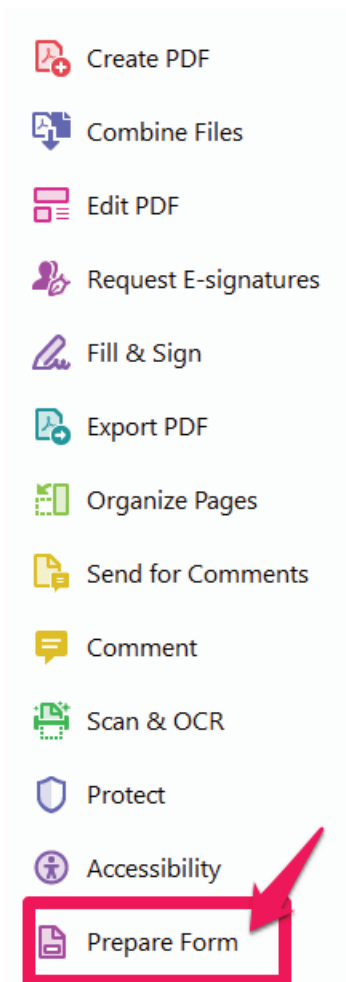 Create PDF
Combine Files
Edit PDF
Request E-signatures
Fill & Sign
Export PDF
Organize Pages
Send for Comments
Comment
Scan & OCR
Protect
Accessibility
Prepare Form